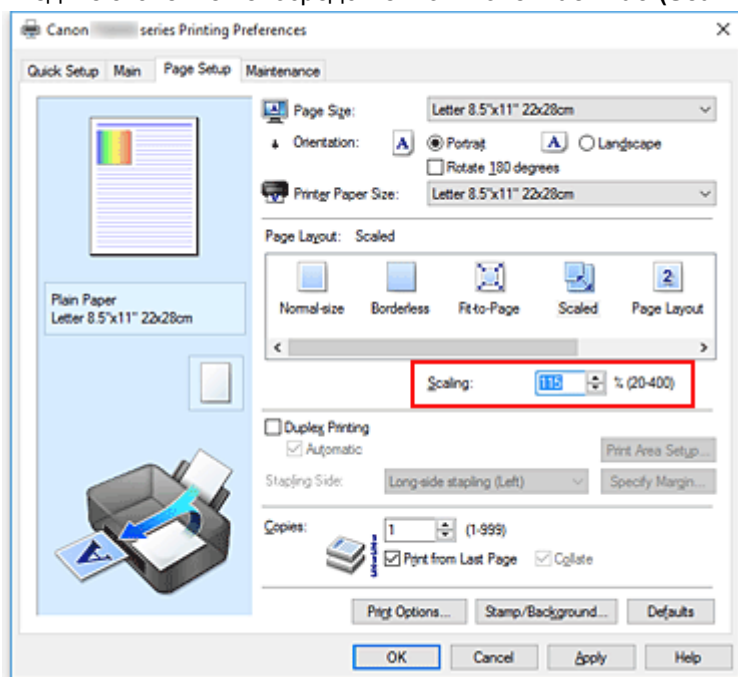 Canon series Printing Preferences
Quick Setup Main Page Setup Maintenance
Page Size: Letter 8.5"x11" 22x28cm
Orientation: A Portrait A Landscape
Rotate 180 degrees
Printer Paper Size: Letter 8.5"x11" 22x28cm
Page Layout: Scaled
Normal-size Borderless Fit-to-Page Scaled Page Layout
Plain Paper
Letter 8.5"x11" 22x28cm
Scaling: 115 % (20-400)
Duplex Printing
Automatic
Print Area Setup...
Stapling Side: Long-side stapling (Left) Specify Margin...
Copies: 1 (1-999)
Print from Last Page Collate
Print Options... Stamp/Background... Defaults
OK Cancel Apply Help